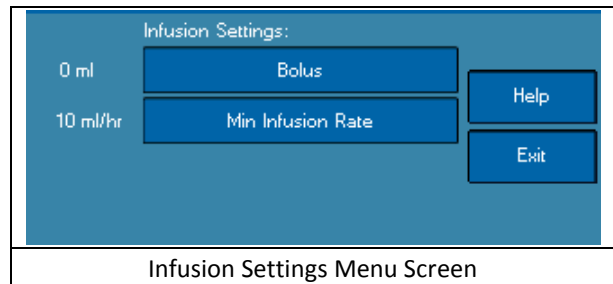 Infusion Settings:
0 ml
Bolus
Help
10 ml/hr
Min Infusion Rate
Exit
Infusion Settings Menu Screen